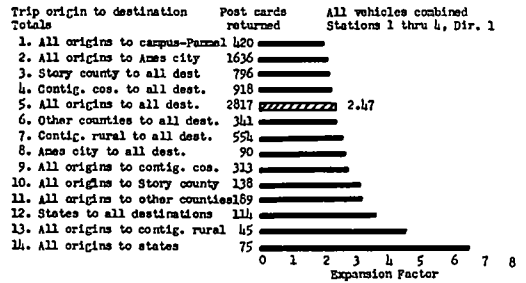 Trip origin to destination Post cards All vehicles combined
Totals returned Stations 1 thru 4, Dir. 1
1. All origins to campus-Pammel 420
2. All origins to Ames city 1636
3. Story county to all dest. 796
4. Contig. cos. to all dest. 918
5. All origins to all dest. 2817 2.47
6. Other counties to all dest. 341
7. Contig. rural to all dest. 554
8. Ames city to all dest. 90
9. All origins to contig. cos. 313
10. All origins to Story county 138
11. All origins to other counties 189
12. States to all destinations 114
13. All origins to contig. rural 45
14. All origins to states 75
0 1 2 3 4 5 6 7 8
Expansion Factor